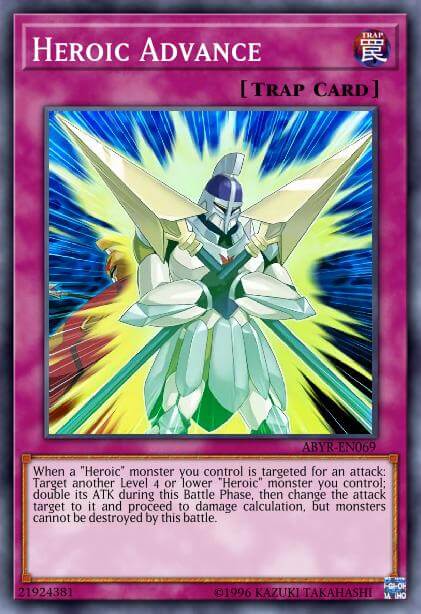 HEROIC ADVANCE
TRAP
罠
[TRAP CARD]
ABYR-EN069
When a "Heroic" monster you control is targeted for an attack:
Target another Level 4 or lower "Heroic" monster you control;
double its ATK during this Battle Phase, then change the attack
target to it and proceed to damage calculation, but monsters
cannot be destroyed by this battle.
21924381
©1996 KAZUKI TAKAHASHI